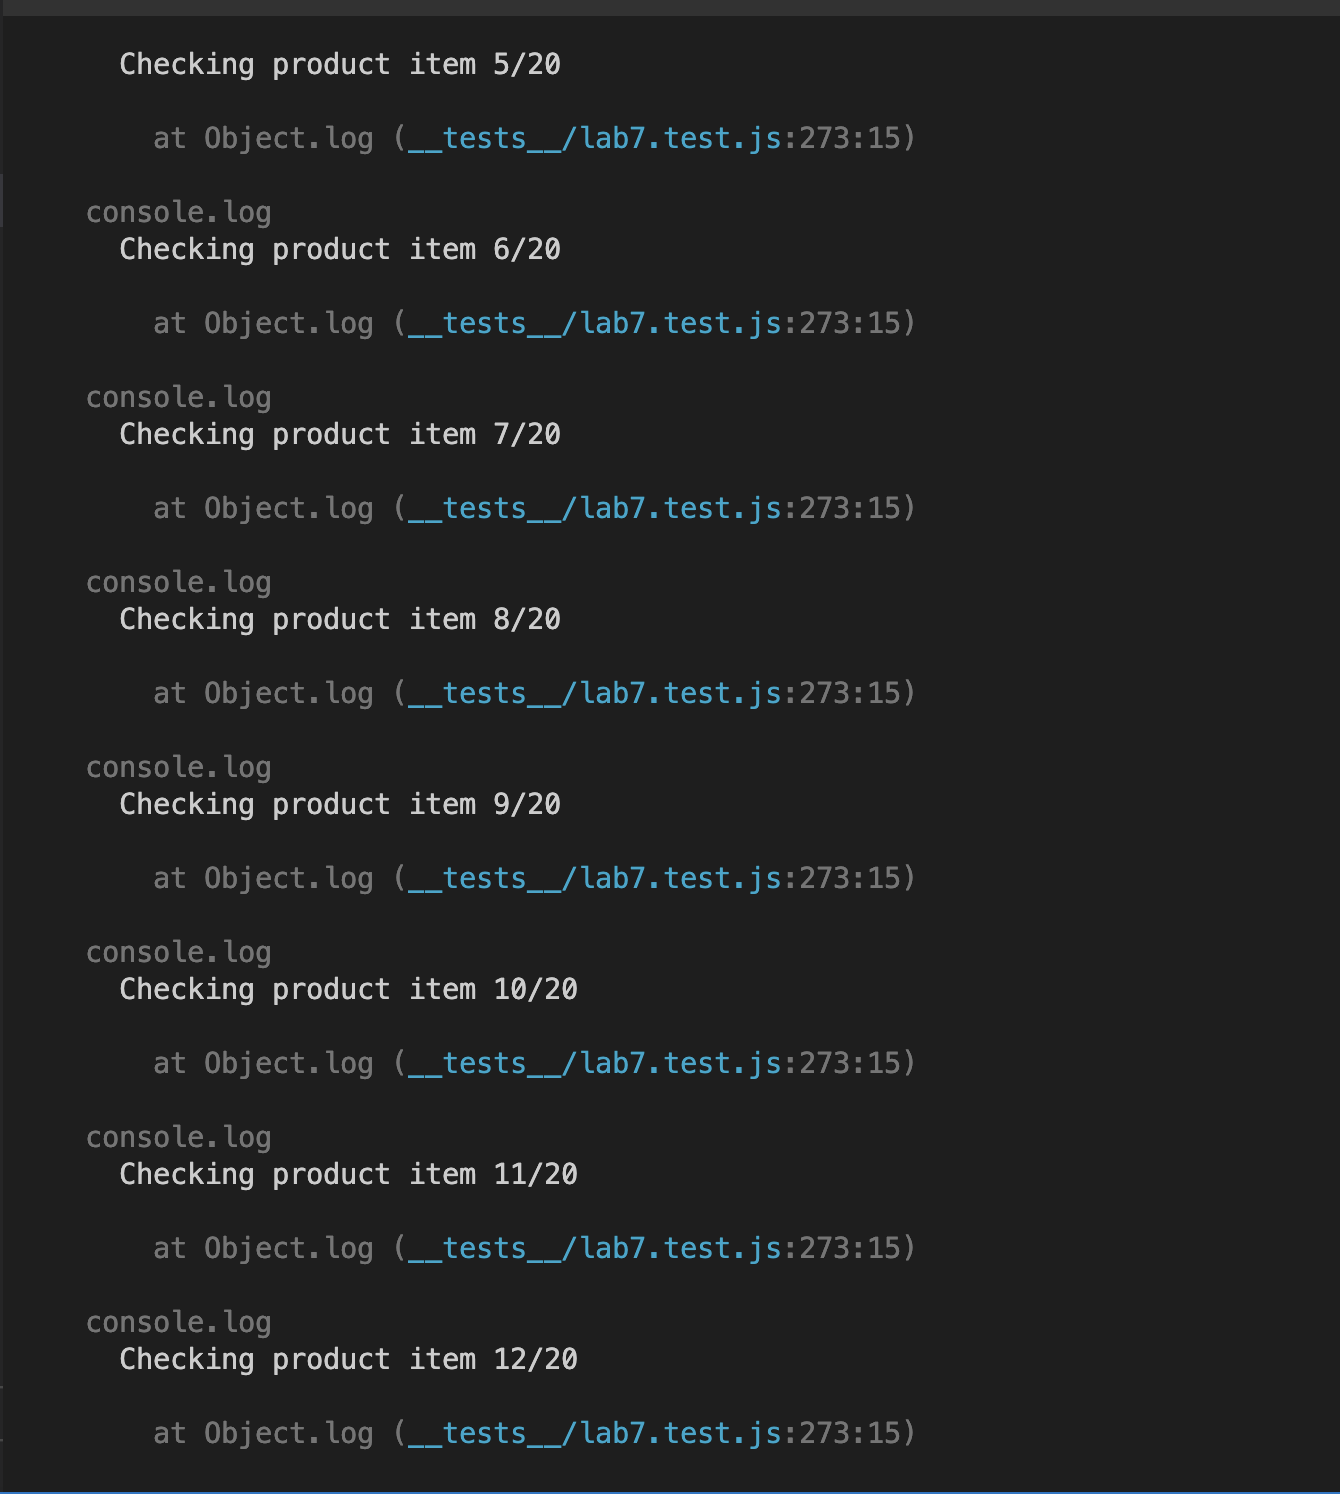 Checking product item 5/20
at Object.log (__tests__/lab7.test.js:273:15)
console.log
Checking product item 6/20
at Object.log (__tests__/lab7.test.js:273:15)
console.log
Checking product item 7/20
at Object.log (__tests__/lab7.test.js:273:15)
console.log
Checking product item 8/20
at Object.log (__tests__/lab7.test.js:273:15)
console.log
Checking product item 9/20
at Object.log (__tests__/lab7.test.js:273:15)
console.log
Checking product item 10/20
at Object.log (__tests__/lab7.test.js:273:15)
console.log
Checking product item 11/20
at Object.log (__tests__/lab7.test.js:273:15)
console.log
Checking product item 12/20
at Object.log (__tests__/lab7.test.js:273:15)